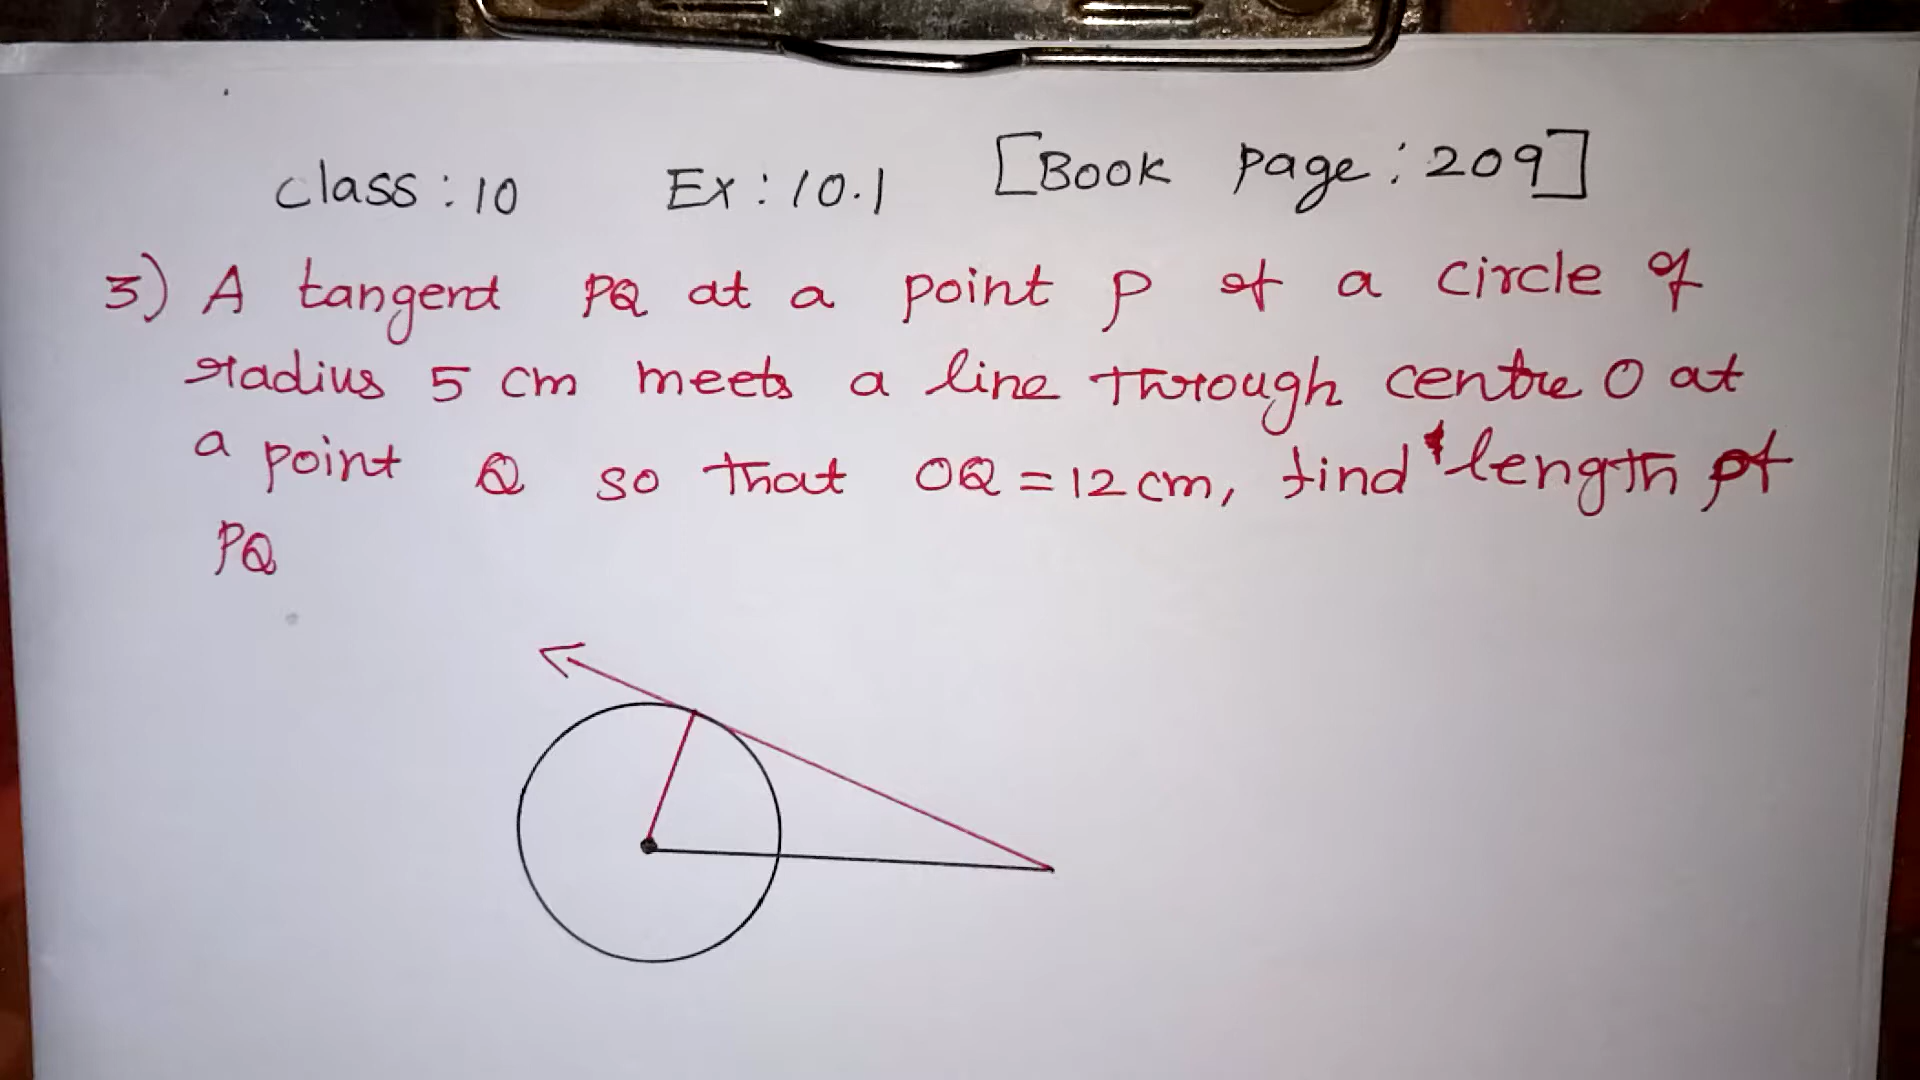 class : 10 Ex : 10.1 [Book page : 209]
3) A tangent PQ at a point P of a circle of
radius 5 cm meets a line through centre O at
a point Q so that OQ = 12 cm, find length of
PQ